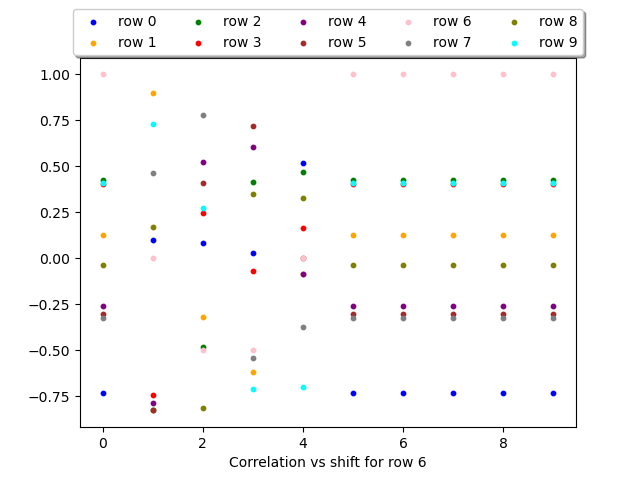 row 0 row 2 row 4 row 6 row 8
row 1 row 3 row 5 row 7 row 9
1.00
0.75
0.50
0.25
0.00
−0.25
−0.50
−0.75
0 2 4 6 8
Correlation vs shift for row 6